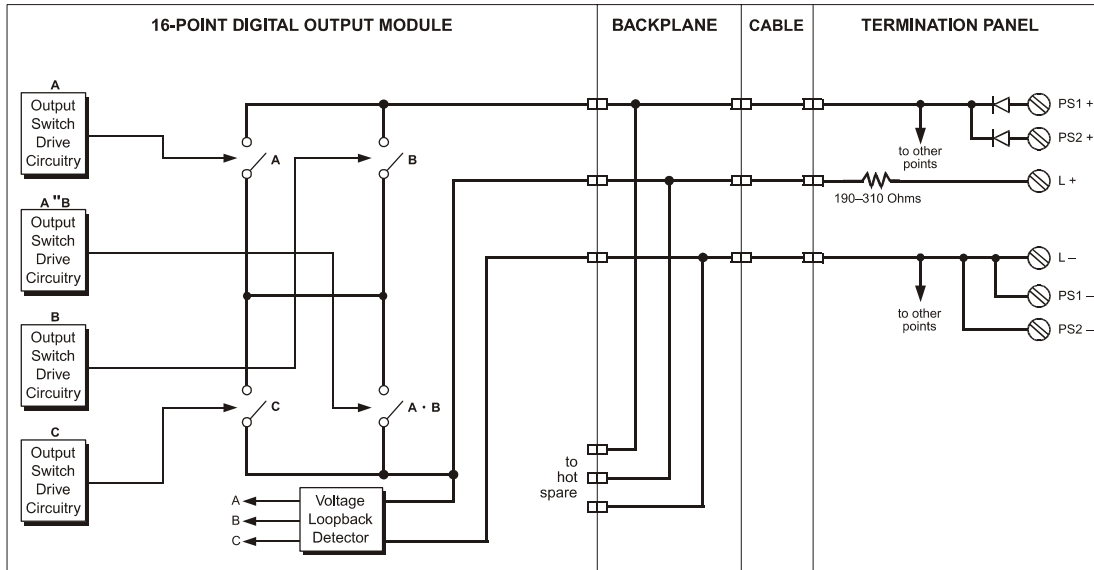 16-POINT DIGITAL OUTPUT MODULE
BACKPLANE
CABLE
TERMINATION PANEL
A
Output
Switch
Drive
Circuitry
A"B
Output
Switch
Drive
Circuitry
B
Output
Switch
Drive
Circuitry
C
Output
Switch
Drive
Circuitry
A
B
C
A · B
A
B
C
Voltage
Loopback
Detector
to
hot
spare
to other
points
190–310 Ohms
to other
points
PS1 +
PS2 +
L +
L –
PS1 –
PS2 –